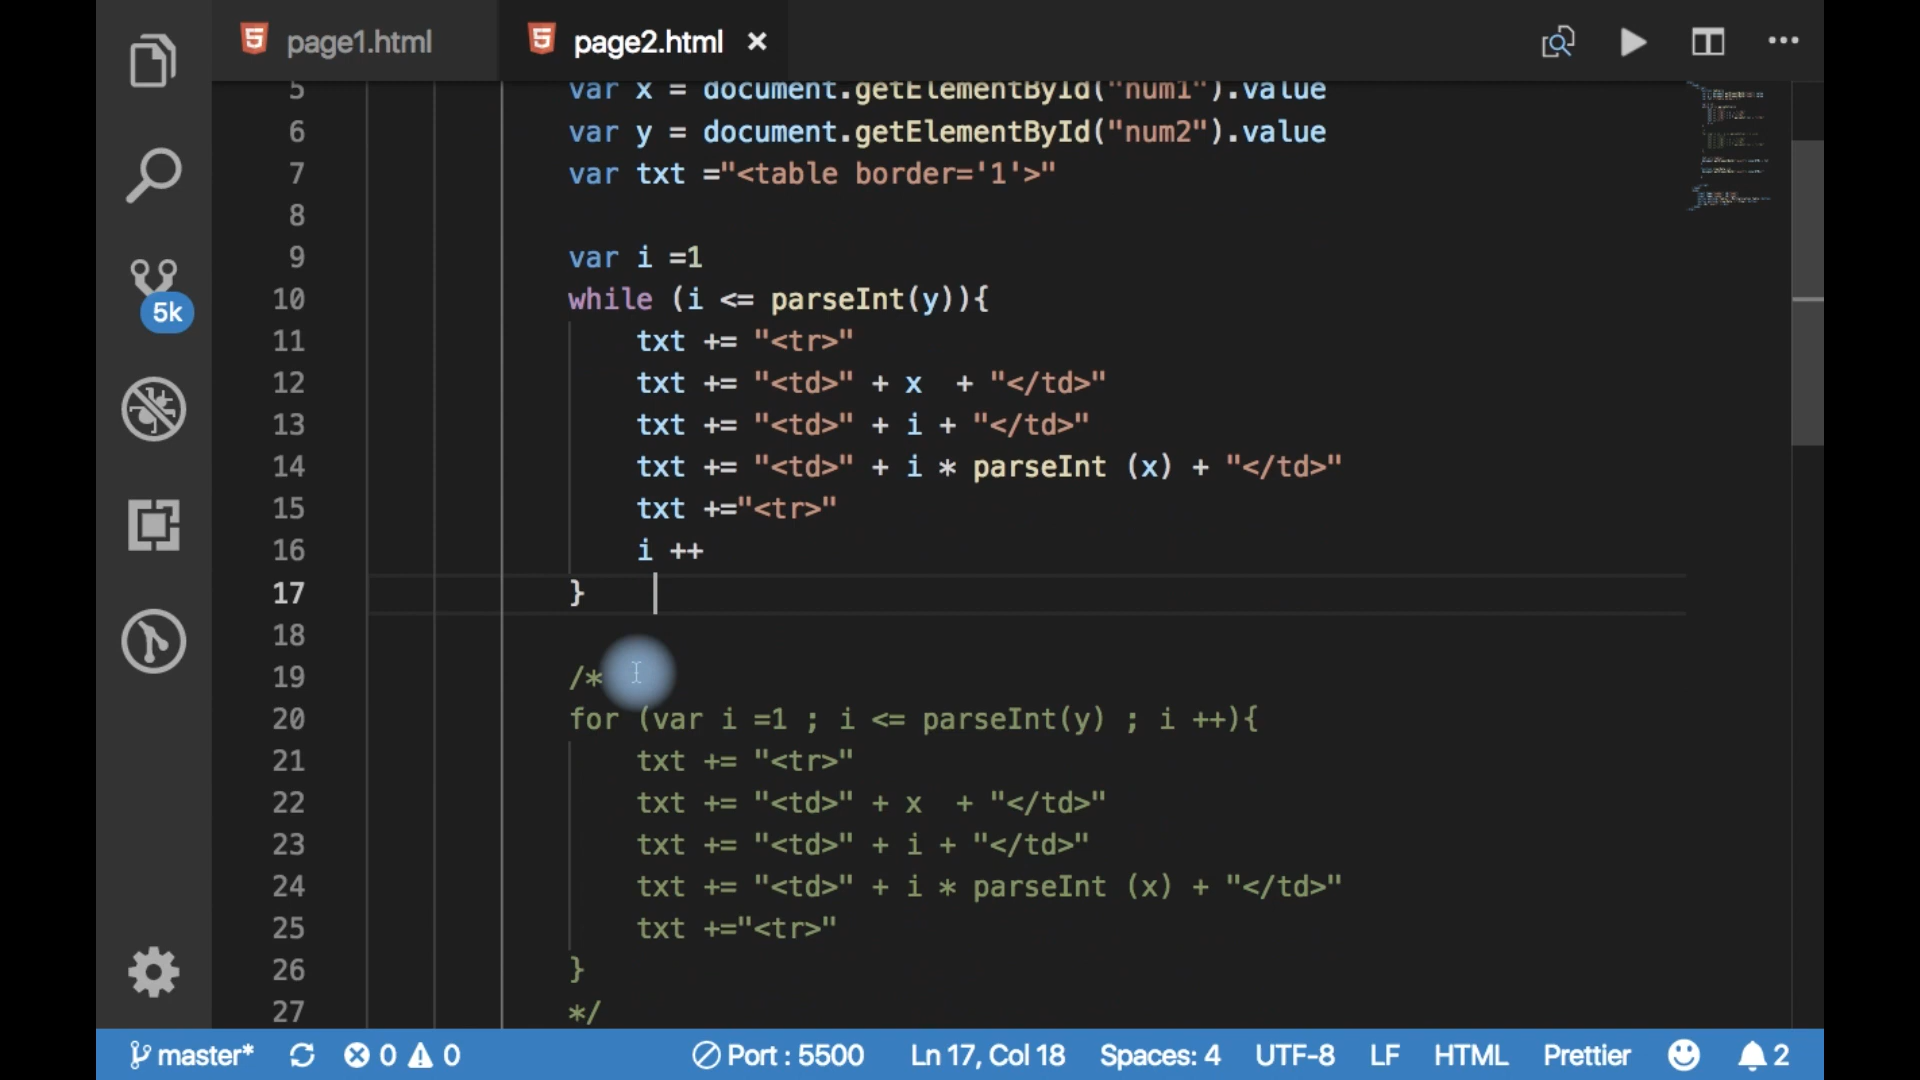 page1.html
page2.html
5 var x = document.getElementById("num1").value
6 var y = document.getElementById("num2").value
7 var txt ="<table border='1'>"
8
9 var i =1
10 while (i <= parseInt(y)){
11 txt += "<tr>"
12 txt += "<td>" + x  + "</td>"
13 txt += "<td>" + i + "</td>"
14 txt += "<td>" + i * parseInt (x) + "</td>"
15 txt +="<tr>"
16 i ++
17 }
18
19 /*
20 for (var i =1 ; i <= parseInt(y) ; i ++){
21 txt += "<tr>"
22 txt += "<td>" + x  + "</td>"
23 txt += "<td>" + i + "</td>"
24 txt += "<td>" + i * parseInt (x) + "</td>"
25 txt +="<tr>"
26 }
27 */
5k
master* 0 0 Port : 5500 Ln 17, Col 18 Spaces: 4 UTF-8 LF HTML Prettier 2